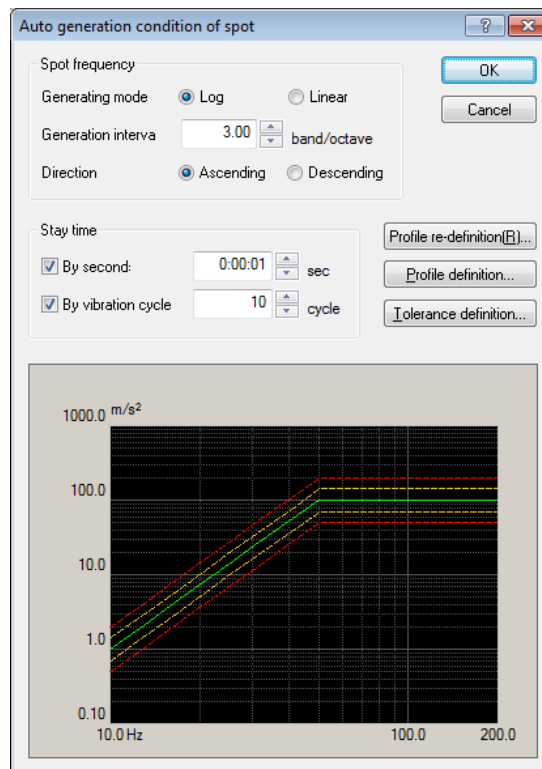 Auto generation condition of spot
Spot frequency
OK
Generating mode Log Linear
Cancel
Generation interva 3.00 band/octave
Direction Ascending Descending
Stay time
Profile re-definition(R)...
By second: 0:00:01 sec
Profile definition...
By vibration cycle 10 cycle
Tolerance definition...
1000.0 m/s²
100.0
10.0
1.0
0.10
10.0 Hz 100.0 200.0